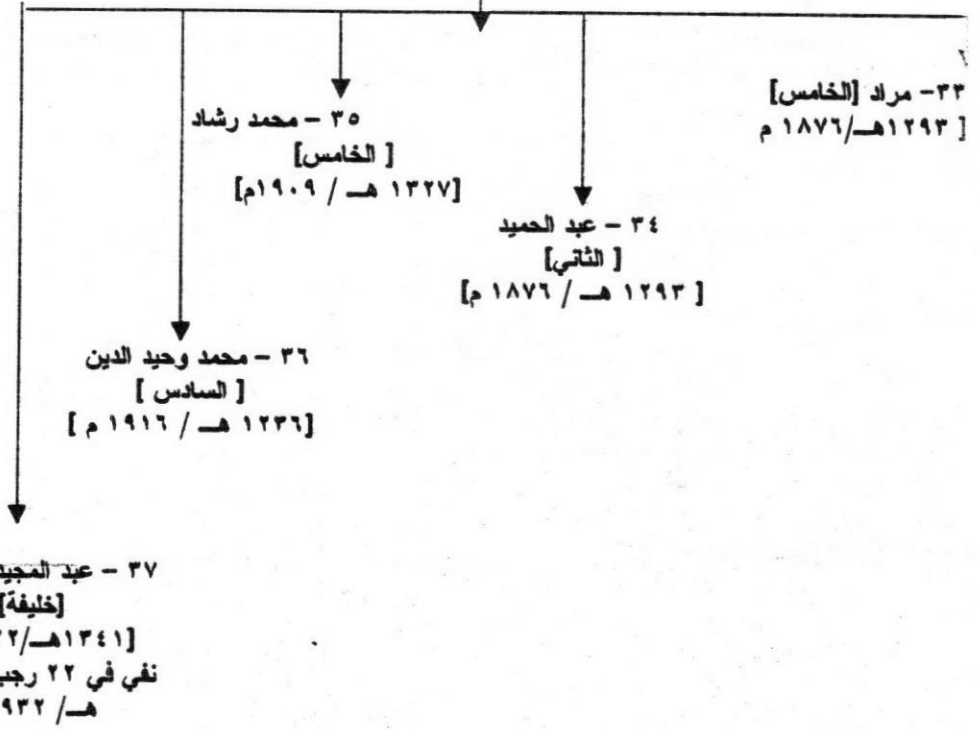 ٣٣- مراد [الخامس]
[ ١٢٩٣هـ/١٨٧٦ م
٣٤ - عبد الحميد
[ الثاني]
[ ١٢٩٣ هـ / ١٨٧٦ م]
٣٥ - محمد رشاد
[ الخامس]
[١٣٢٧ هـ / ١٩٠٩م]
٣٦ - محمد وحيد الدين
[ السادس ]
[١٢٣٦ هـ / ١٩١٦ م ]
٣٧ - عبد المجيد
[خليفة]
[١٣٤١هـ/
نفي في ٢٢ رجب
هـ/